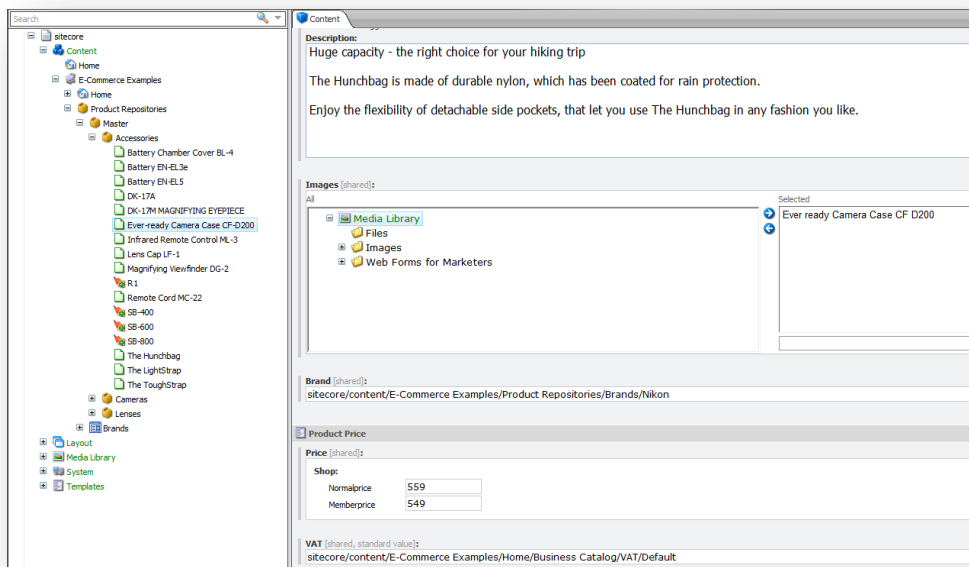 Search
sitecore
Content
Home
E-Commerce Examples
Home
Product Repositories
Master
Accessories
Battery Chamber Cover BL-4
Battery EN-EL3e
Battery EN-EL5
DK-17A
DK-17M MAGNIFYING EYEPIECE
Ever-ready Camera Case CF-D200
Infrared Remote Control ML-3
Lens Cap LF-1
Magnifying Viewfinder DG-2
R1
Remote Cord MC-22
SB-400
SB-600
SB-800
The Hunchbag
The LightStrap
The ToughStrap
Cameras
Lenses
Brands
Layout
Media Library
System
Templates
Content
Description:
Huge capacity - the right choice for your hiking trip
The Hunchbag is made of durable nylon, which has been coated for rain protection.
Enjoy the flexibility of detachable side pockets, that let you use The Hunchbag in any fashion you like.
Images [shared]:
All
Media Library
Files
Images
Web Forms for Marketers
Selected
Ever ready Camera Case CF D200
Brand [shared]:
sitecore/content/E-Commerce Examples/Product Repositories/Brands/Nikon
Product Price
Price [shared]:
Shop:
Normalprice 559
Memberprice 549
VAT [shared, standard value]:
sitecore/content/E-Commerce Examples/Home/Business Catalog/VAT/Default